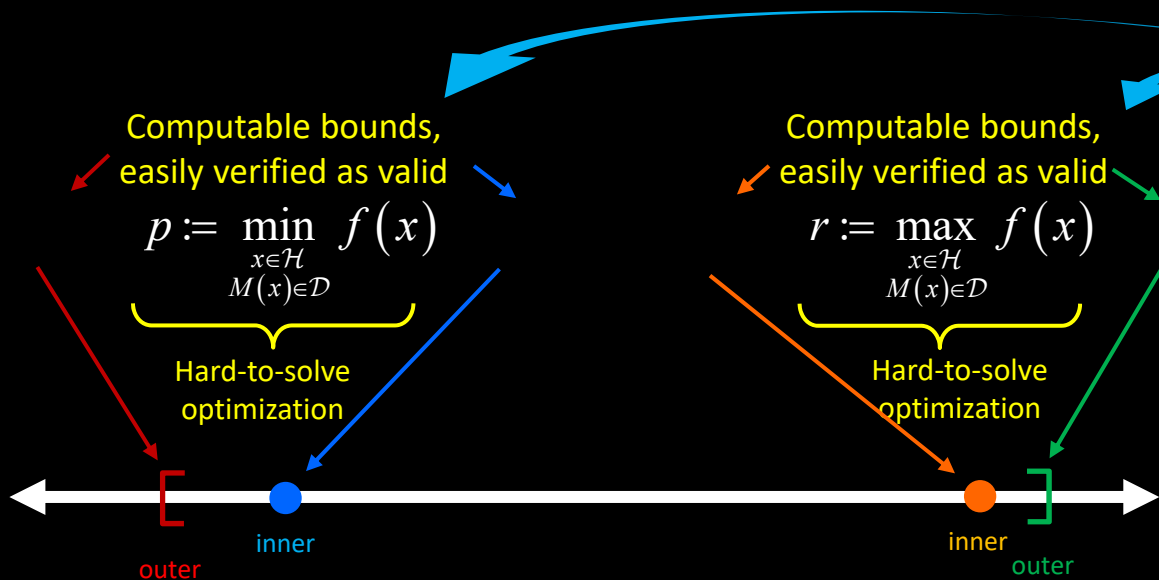 Computable bounds,
easily verified as valid
p := min f(x)
x∈ℋ
M(x)∈𝒟
Hard-to-solve
optimization
Computable bounds,
easily verified as valid
r := max f(x)
x∈ℋ
M(x)∈𝒟
Hard-to-solve
optimization
inner
outer
inner
outer